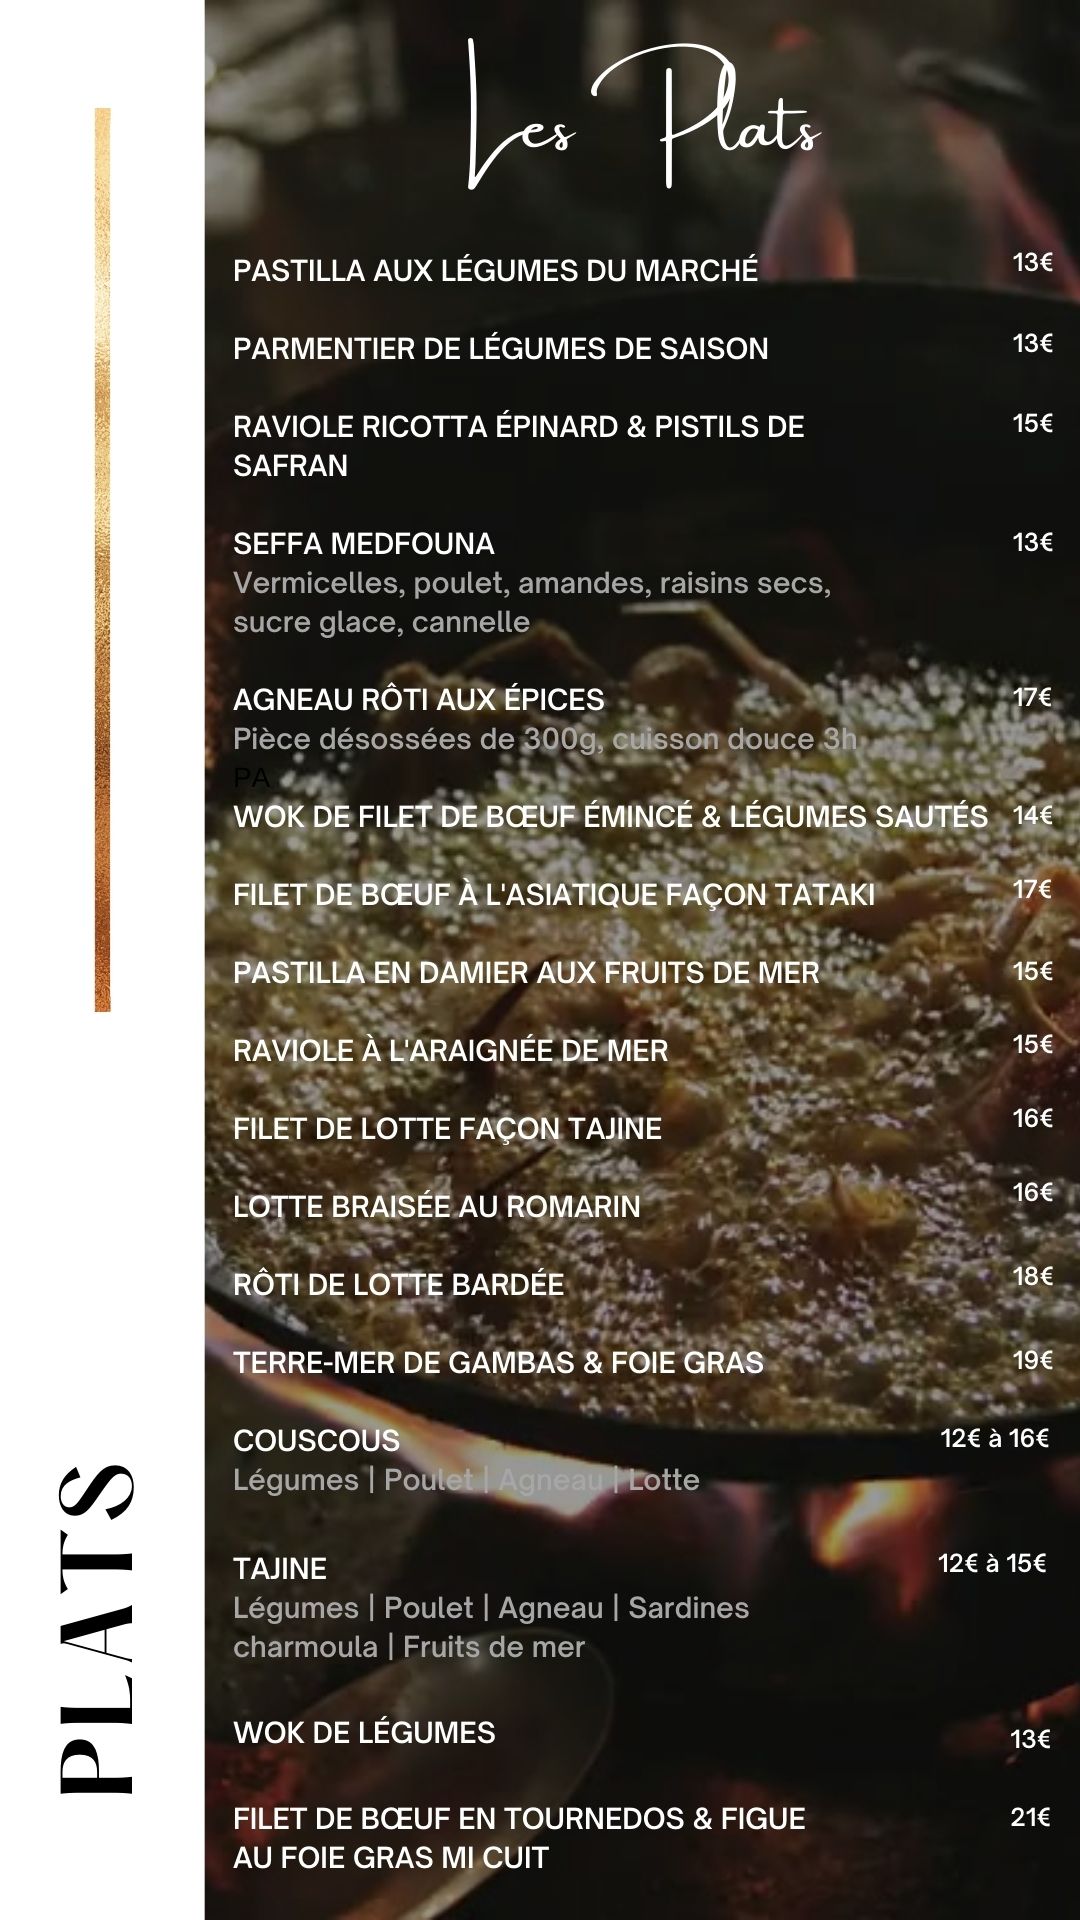 Les Plats
PASTILLA AUX LÉGUMES DU MARCHÉ 13€
PARMENTIER DE LÉGUMES DE SAISON 13€
RAVIOLE RICOTTA ÉPINARD & PISTILS DE 15€
SAFRAN
SEFFA MEDFOUNA 13€
Vermicelles, poulet, amandes, raisins secs,
sucre glace, cannelle
AGNEAU RÔTI AUX ÉPICES 17€
Pièce désossées de 300g, cuisson douce 3h
PA
WOK DE FILET DE BŒUF ÉMINCÉ & LÉGUMES SAUTÉS 14€
FILET DE BŒUF À L'ASIATIQUE FAÇON TATAKI 17€
PASTILLA EN DAMIER AUX FRUITS DE MER 15€
RAVIOLE À L'ARAIGNÉE DE MER 15€
FILET DE LOTTE FAÇON TAJINE 16€
LOTTE BRAISÉE AU ROMARIN 16€
RÔTI DE LOTTE BARDÉE 18€
TERRE-MER DE GAMBAS & FOIE GRAS 19€
COUSCOUS 12€ à 16€
Légumes | Poulet | Agneau | Lotte
TAJINE 12€ à 15€
Légumes | Poulet | Agneau | Sardines
charmoula | Fruits de mer
WOK DE LÉGUMES 13€
FILET DE BŒUF EN TOURNEDOS & FIGUE 21€
AU FOIE GRAS MI CUIT
PLATS